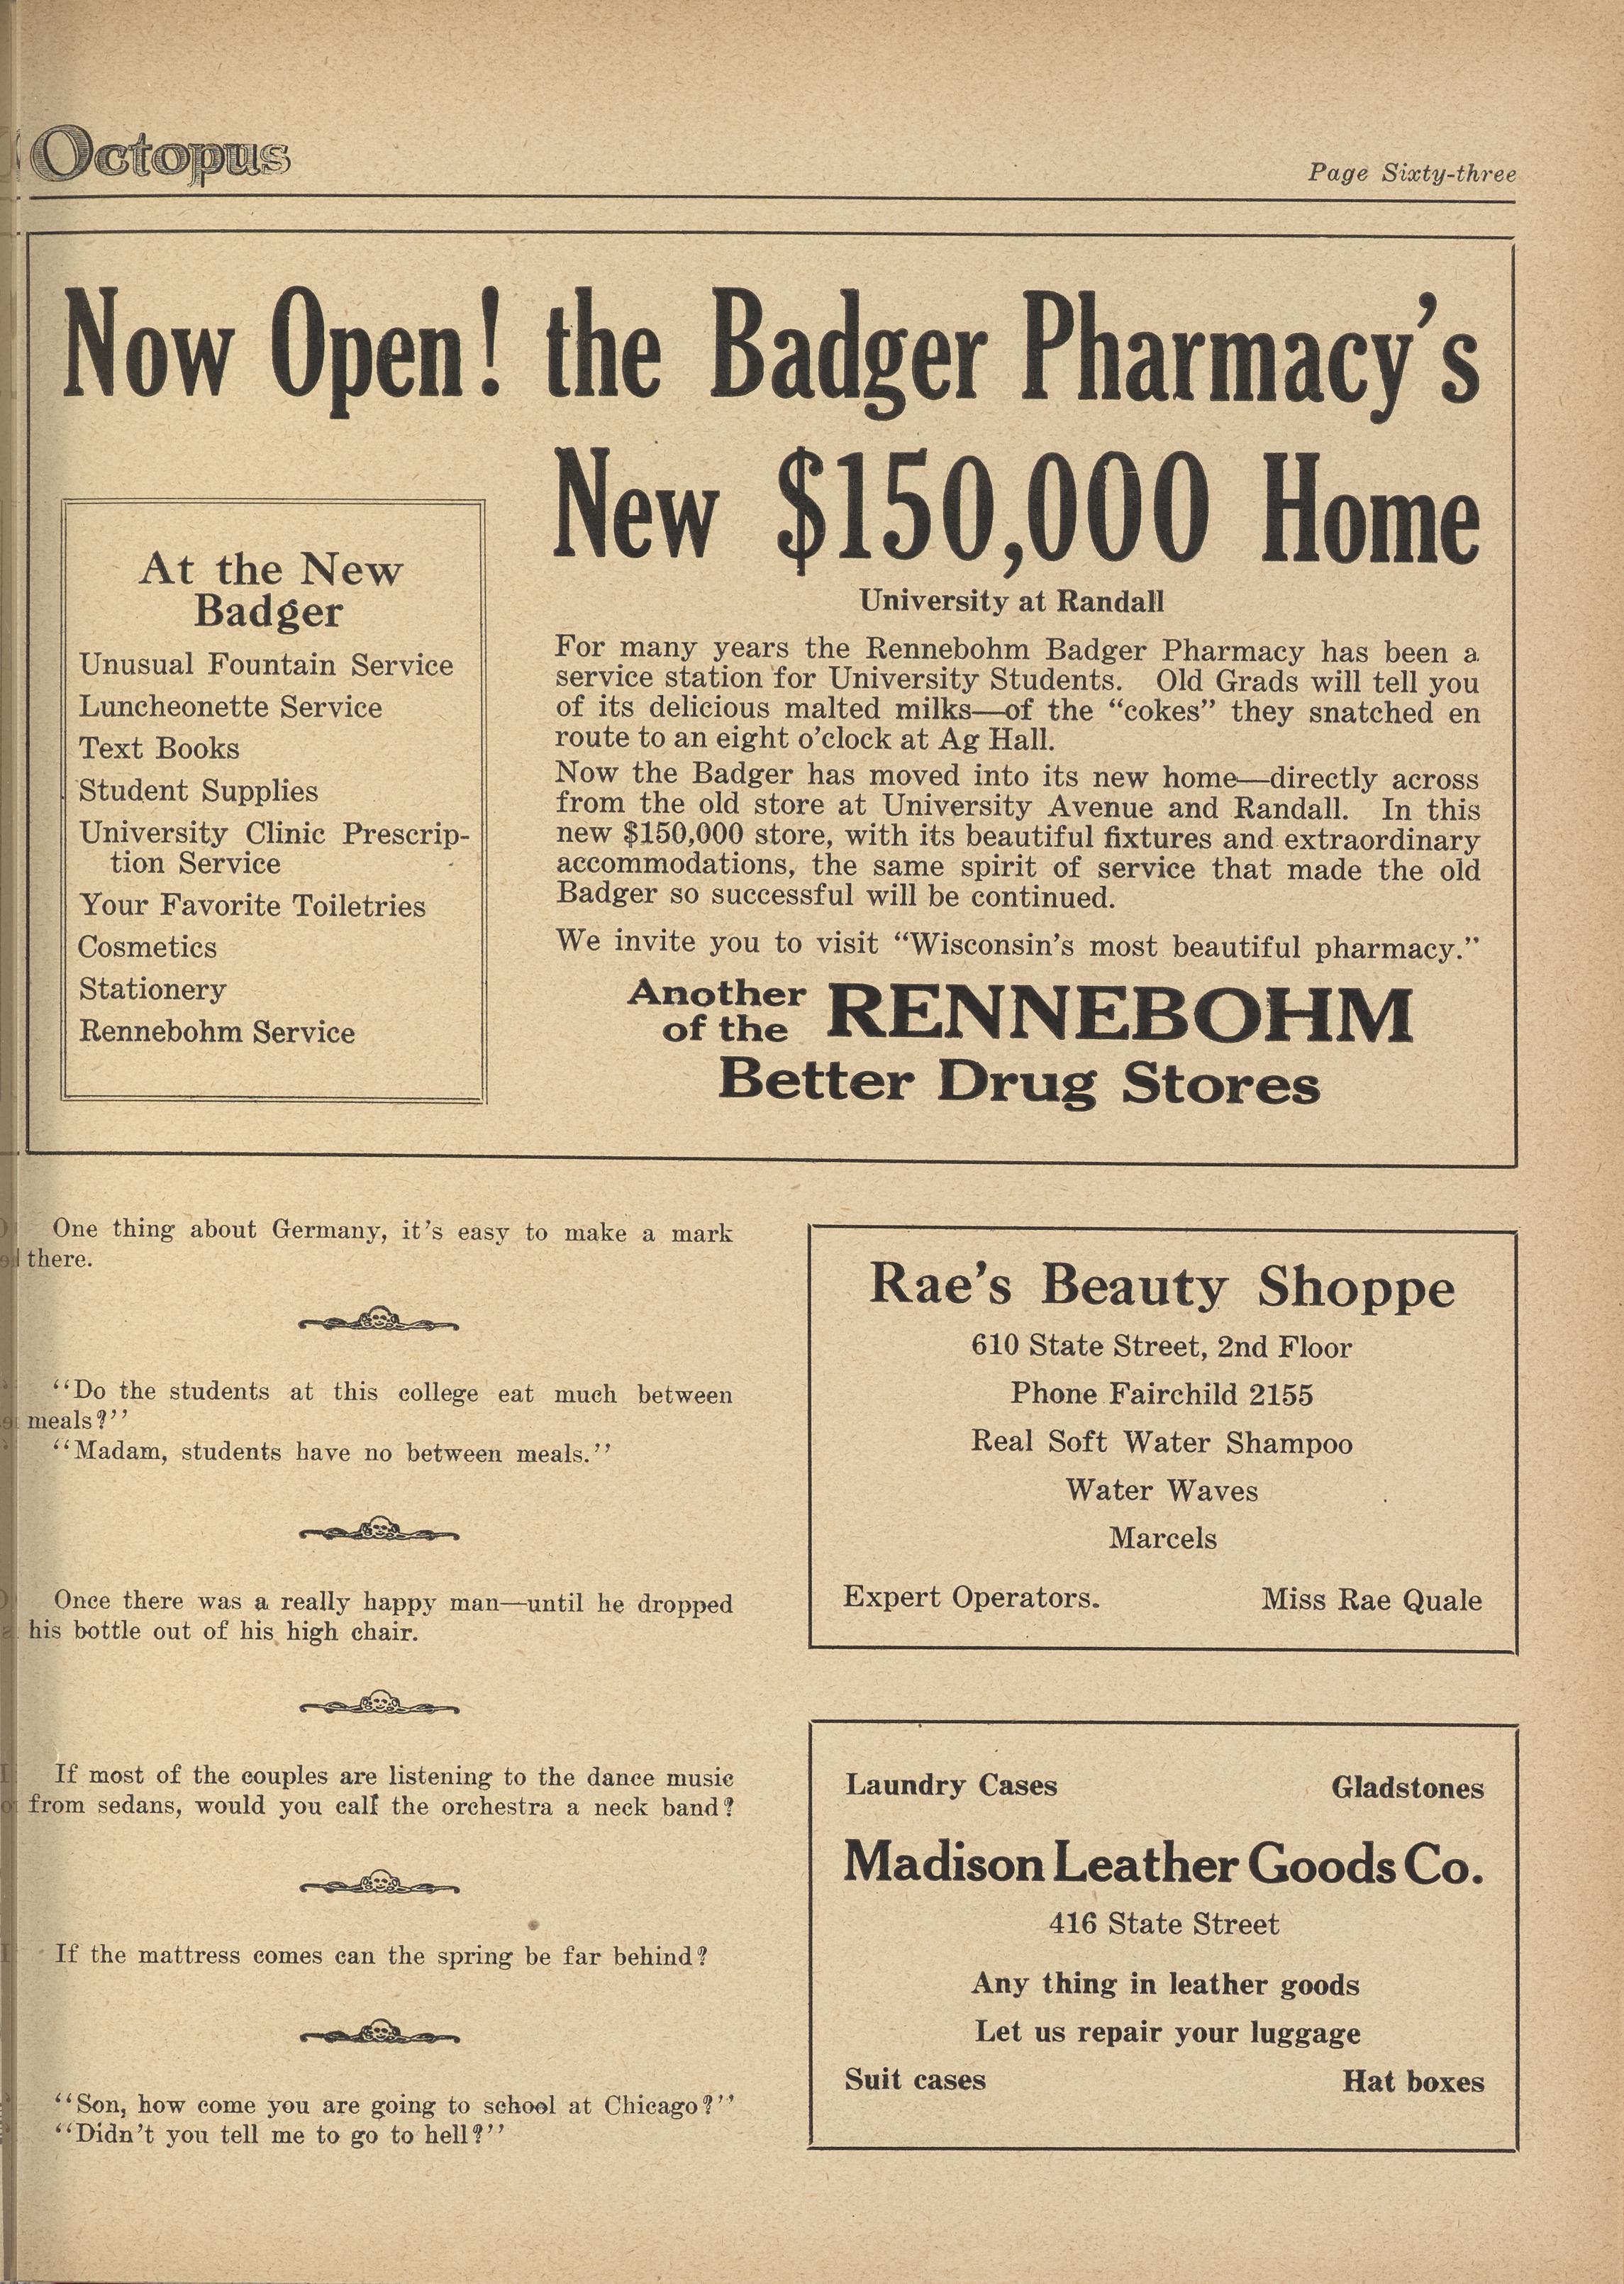 Octopus
Page Sixty-three
Now Open! the Badger Pharmacy's
New $150,000 Home
At the New
Badger
Unusual Fountain Service
Luncheonette Service
Text Books
Student Supplies
University Clinic Prescrip-
tion Service
Your Favorite Toiletries
Cosmetics
Stationery
Rennebohm Service
University at Randall
For many years the Rennebohm Badger Pharmacy has been a
service station for University Students. Old Grads will tell you
of its delicious malted milks—of the “cokes” they snatched en
route to an eight o'clock at Ag Hall.
Now the Badger has moved into its new home—directly across
from the old store at University Avenue and Randall. In this
new $150,000 store, with its beautiful fixtures and extraordinary
accommodations, the same spirit of service that made the old
Badger so successful will be continued.
We invite you to visit “Wisconsin's most beautiful pharmacy.”
Another
of the RENNEBOHM
Better Drug Stores
One thing about Germany, it's easy to make a mark
there.
“Do the students at this college eat much between
meals?”
“Madam, students have no between meals.”
Once there was a really happy man—until he dropped
his bottle out of his high chair.
If most of the couples are listening to the dance music
from sedans, would you call the orchestra a neck band?
If the mattress comes can the spring be far behind?
“Son, how come you are going to school at Chicago?”
“Didn't you tell me to go to hell?”
Rae's Beauty Shoppe
610 State Street, 2nd Floor
Phone Fairchild 2155
Real Soft Water Shampoo
Water Waves
Marcels
Expert Operators. Miss Rae Quale
Laundry Cases Gladstones
Madison Leather Goods Co.
416 State Street
Any thing in leather goods
Let us repair your luggage
Suit cases Hat boxes